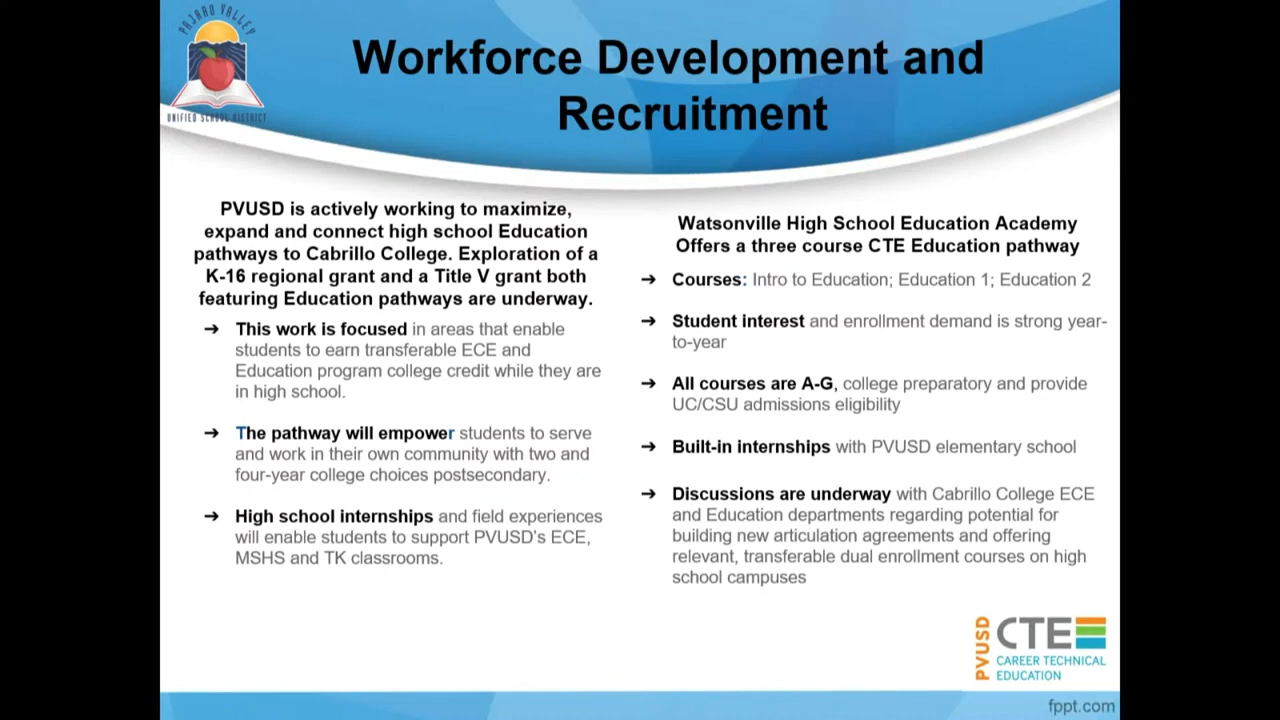 PAJARO VALLEY
UNIFIED SCHOOL DISTRICT
Workforce Development and
Recruitment
PVUSD is actively working to maximize,
expand and connect high school Education
pathways to Cabrillo College. Exploration of a
K-16 regional grant and a Title V grant both
featuring Education pathways are underway.
➔ This work is focused in areas that enable
students to earn transferable ECE and
Education program college credit while they are
in high school.
➔ The pathway will empower students to serve
and work in their own community with two and
four-year college choices postsecondary.
➔ High school internships and field experiences
will enable students to support PVUSD's ECE,
MSHS and TK classrooms.
Watsonville High School Education Academy
Offers a three course CTE Education pathway
➔ Courses: Intro to Education; Education 1; Education 2
➔ Student interest and enrollment demand is strong year-
to-year
➔ All courses are A-G, college preparatory and provide
UC/CSU admissions eligibility
➔ Built-in internships with PVUSD elementary school
➔ Discussions are underway with Cabrillo College ECE
and Education departments regarding potential for
building new articulation agreements and offering
relevant, transferable dual enrollment courses on high
school campuses
PVUSD
CTE
CAREER TECHNICAL
EDUCATION
fppt.com